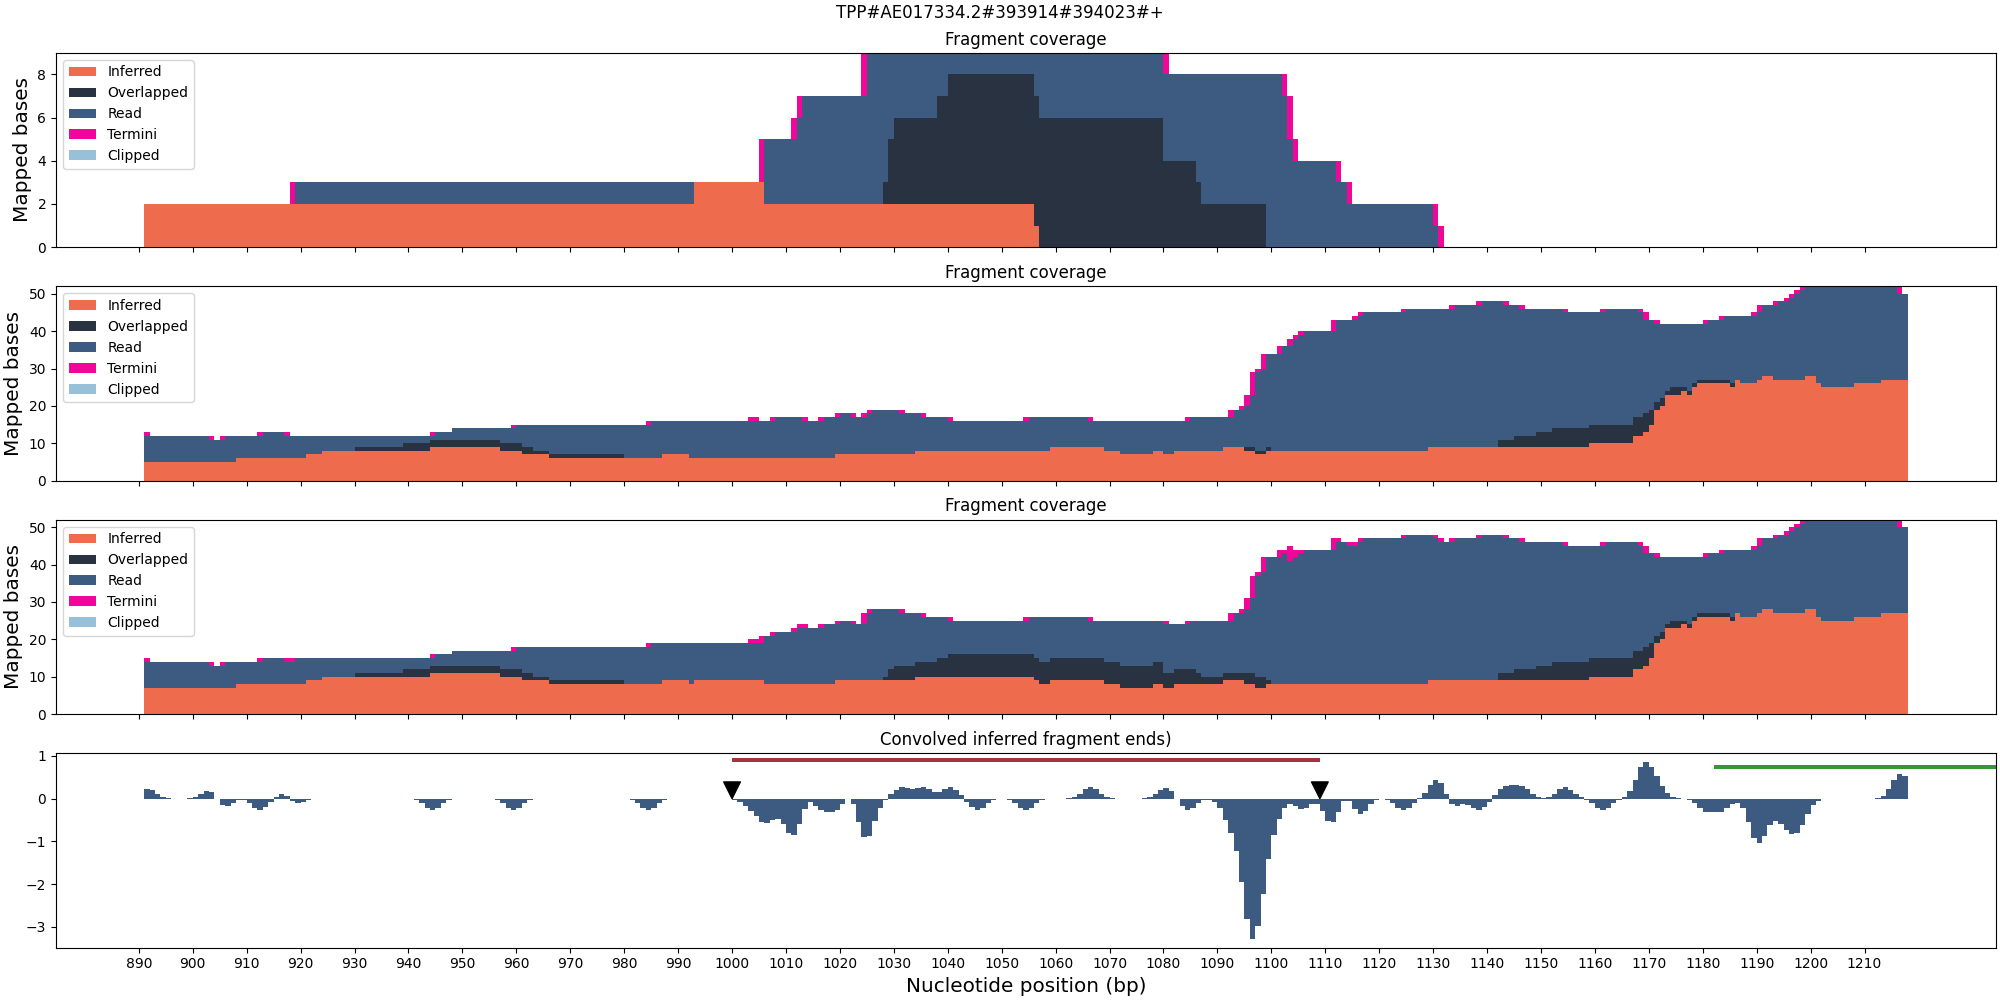 TPP#AE017334.2#393914#394023#+
Fragment coverage
Mapped bases
8
6
4
2
0
Inferred
Overlapped
Read
Termini
Clipped
Fragment coverage
Mapped bases
50
40
30
20
10
0
Inferred
Overlapped
Read
Termini
Clipped
Fragment coverage
Mapped bases
50
40
30
20
10
0
Inferred
Overlapped
Read
Termini
Clipped
Convolved inferred fragment ends)
1
0
−1
−2
−3
890 900 910 920 930 940 950 960 970 980 990 1000 1010 1020 1030 1040 1050 1060 1070 1080 1090 1100 1110 1120 1130 1140 1150 1160 1170 1180 1190 1200 1210
Nucleotide position (bp)